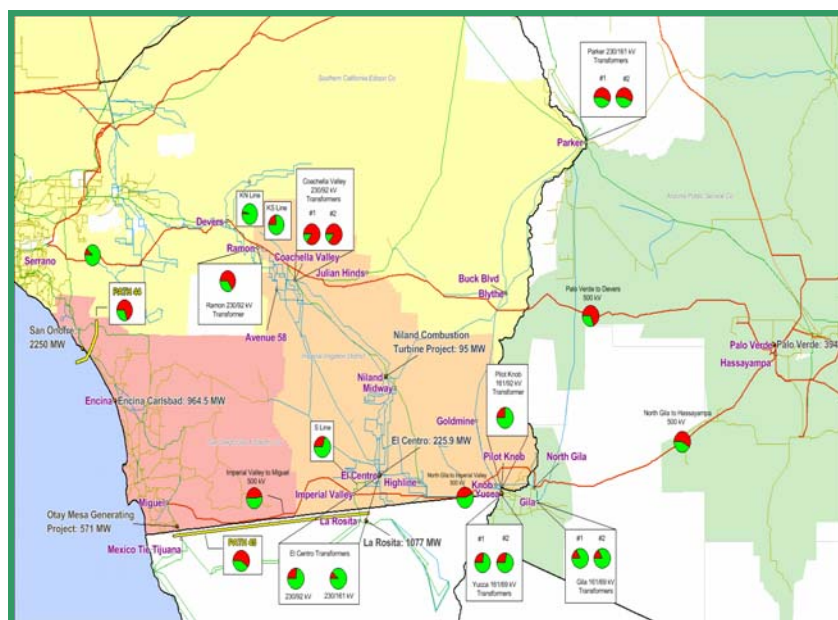 Parker 230/161 kV
Transformers
#1 #2
Southern California Edison Co
Parker
Arizona Public Service Co
Coachella Valley
230/92 kV
Transformers
#1 #2
KN Line
KS Line
Devers
Ramon
Coachella Valley
Julian Hinds
Serrano
PATH 44
Ramon 230/92 kV
Transformer
Buck Blvd
Blythe
Palo Verde to Devers
500 kV
San Onofre
2250 MW
Avenue 58
Imperial Irrigation District
Niland Combustion
Turbine Project: 95 MW
Palo Verde
Palo Verde: 394
Hassayampa
Niland
Midway
Pilot Knob
161/92 kV
Transformer
Encina
Encina Carlsbad: 964.5 MW
North Gila to Hassayampa
500 kV
Goldmine
S Line
El Centro: 225.9 MW
Pilot Knob
North Gila
Imperial Valley to Miguel
500 kV
El Centro
Highline
North Gila to Imperial Valley
500 kV
Knob
Yucca
Gila
Imperial Valley
Miguel
Otay Mesa Generating
Project: 571 MW
La Rosita
La Rosita: 1077 MW
Mexico Tie Tijuana
PATH 45
El Centro Transformers
230/92 kV 230/161 kV
#1 #2
Yucca 161/69 kV
Transformers
#1 #2
Gila 161/69 kV
Transformers